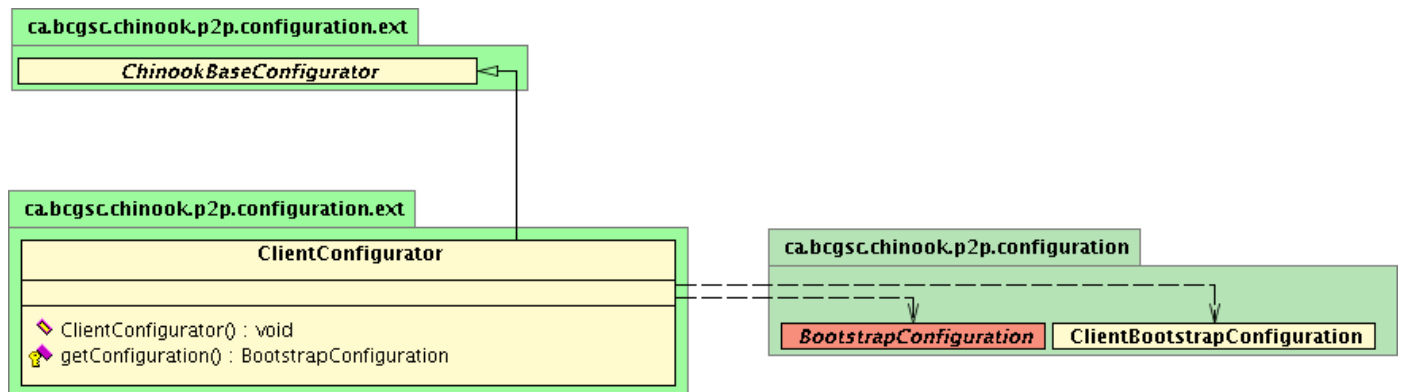 ca.bcgsc.chinook.p2p.configuration.ext
ChinookBaseConfigurator
ca.bcgsc.chinook.p2p.configuration.ext
ClientConfigurator
ClientConfigurator() : void
getConfiguration() : BootstrapConfiguration
ca.bcgsc.chinook.p2p.configuration
BootstrapConfiguration
ClientBootstrapConfiguration